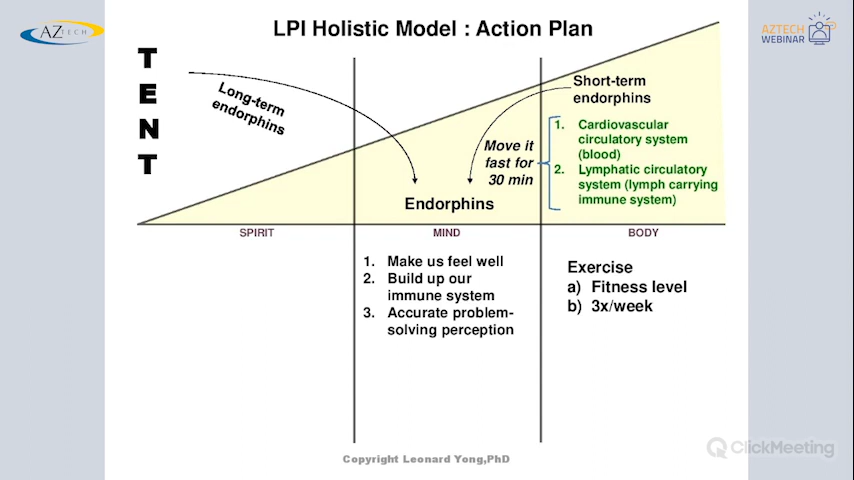 AZTECH
LPI Holistic Model : Action Plan
AZTECH
WEBINAR
T
E
N
T
Long-term
endorphins
Short-term
endorphins
Move it
fast for
30 min
1. Cardiovascular
circulatory system
(blood)
2. Lymphatic circulatory
system (lymph carrying
immune system)
Endorphins
SPIRIT
MIND
BODY
1. Make us feel well
2. Build up our
immune system
3. Accurate problem-
solving perception
Exercise
a) Fitness level
b) 3x/week
ClickMeeting
Copyright Leonard Yong,PhD